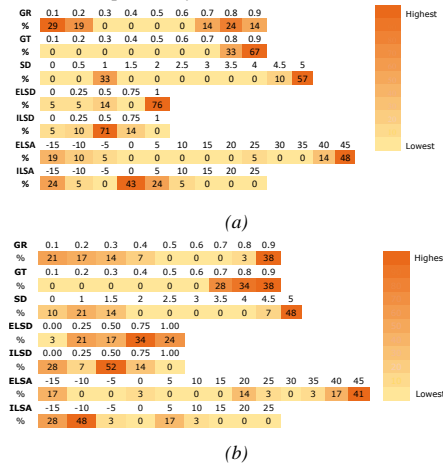 GR 0.1 0.2 0.3 0.4 0.5 0.6 0.7 0.8 0.9
% 29 19 0 0 0 0 14 24 14
GT 0.1 0.2 0.3 0.4 0.5 0.6 0.7 0.8 0.9
% 0 0 0 0 0 0 0 33 67
SD 0 0.5 1 1.5 2 2.5 3 3.5 4 4.5 5
% 0 0 33 0 0 0 0 0 0 10 57
ELSD 0 0.25 0.5 0.75 1
% 5 5 14 0 76
ILSD 0 0.25 0.5 0.75 1
% 5 10 71 14 0
ELSA -15 -10 -5 0 5 10 15 20 25 30 35 40 45
% 19 10 5 0 0 0 0 0 5 0 0 14 48
ILSA -15 -10 -5 0 5 10 15 20 25
% 24 5 0 43 24 5 0 0 0
Highest
Lowest
(a)
GR 0.1 0.2 0.3 0.4 0.5 0.6 0.7 0.8 0.9
% 21 17 14 7 0 0 0 3 38
GT 0.1 0.2 0.3 0.4 0.5 0.6 0.7 0.8 0.9
% 0 0 0 0 0 0 28 34 38
SD 0 1 1.5 2 2.5 3 3.5 4 4.5 5
% 10 21 14 0 0 0 0 0 7 48
ELSD 0.00 0.25 0.50 0.75 1.00
% 3 21 17 34 24
ILSD 0.00 0.25 0.50 0.75 1.00
% 28 7 52 14 0
ELSA -15 -10 -5 0 5 10 15 20 25 30 35 40 45
% 17 0 0 3 0 0 0 14 3 0 3 17 41
ILSA -15 -10 -5 0 5 10 15 20 25
% 28 48 3 0 17 3 0 0 0
Highest
Lowest
(b)